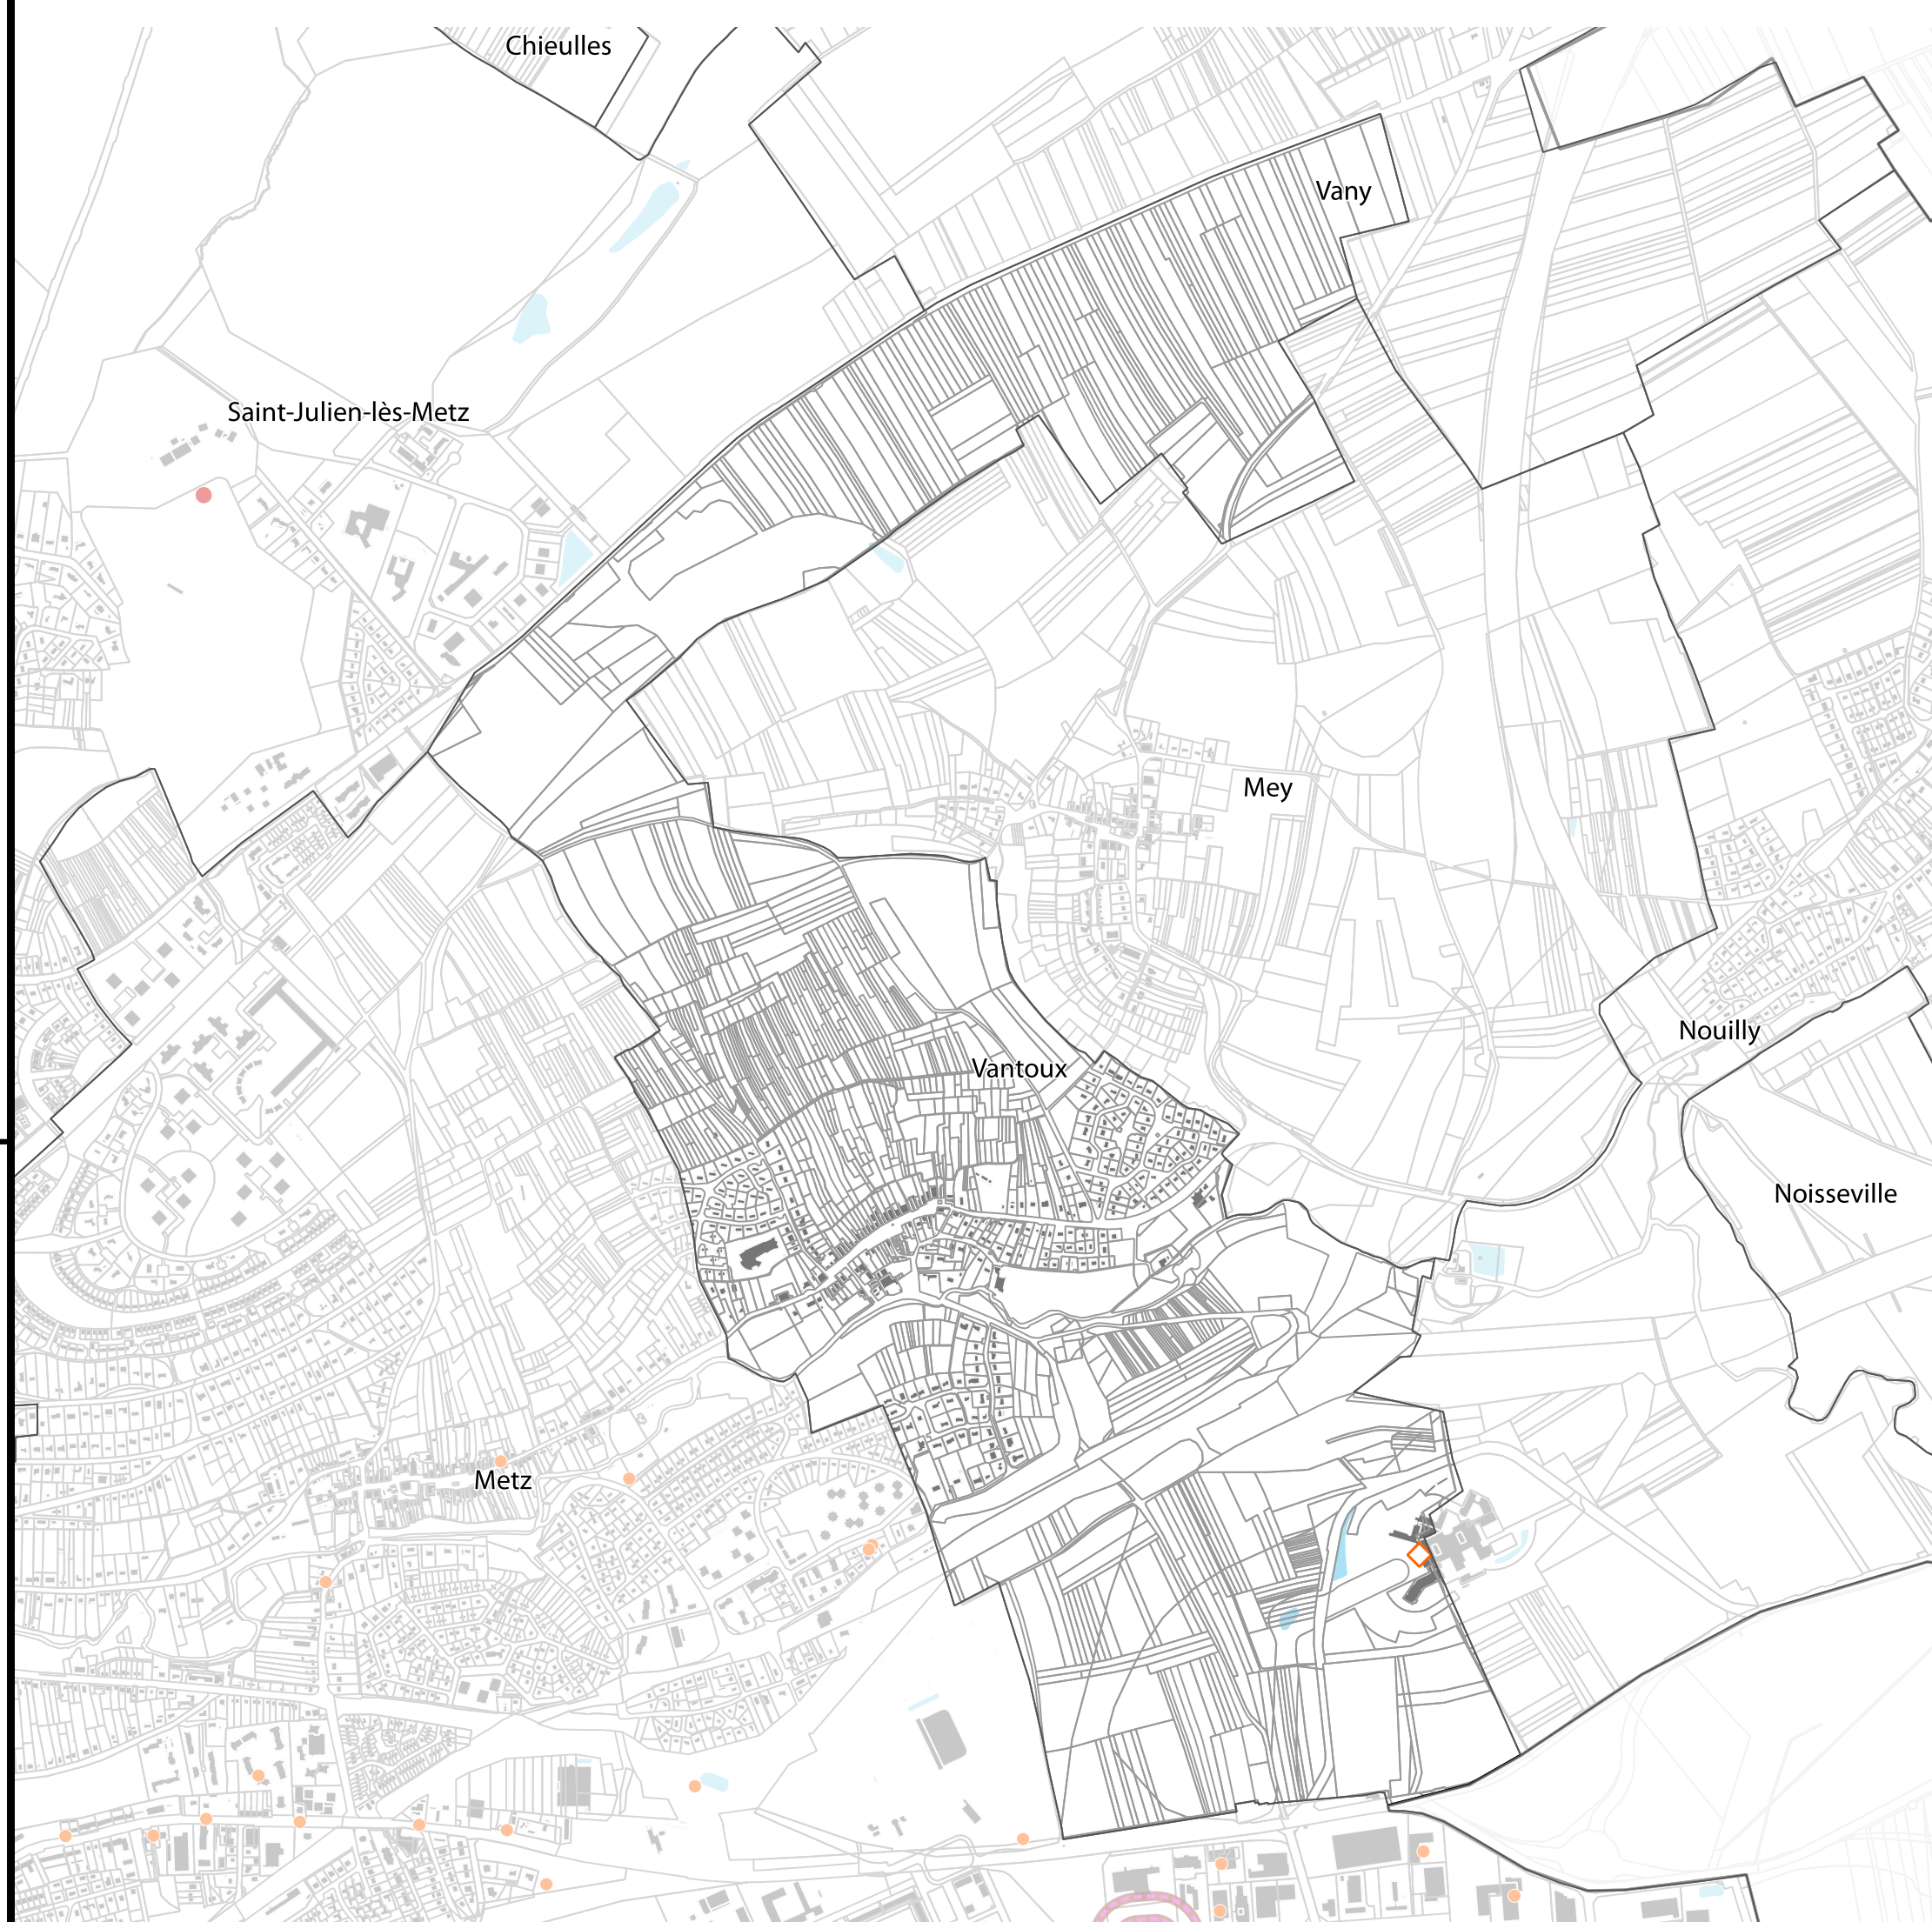 Chieulles
Vany
Saint-Julien-lès-Metz
Mey
Nouilly
Vantoux
Noisseville
Metz